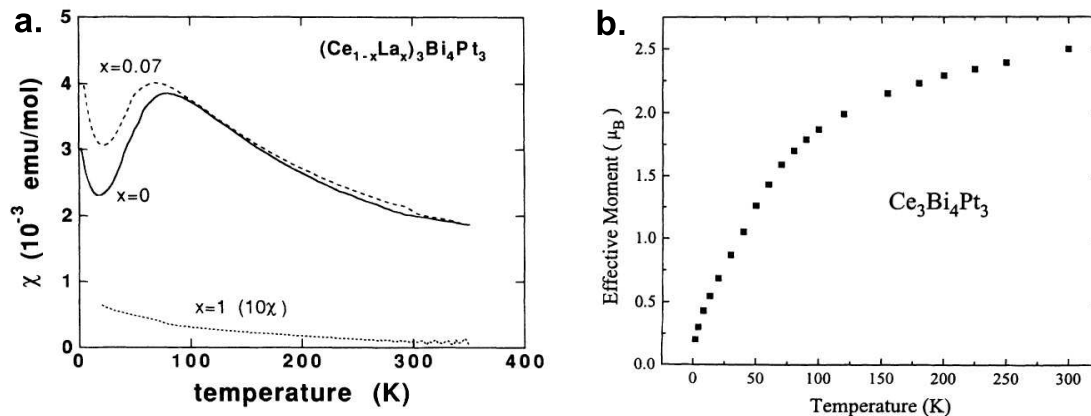 a.
5
4
3
2
1
0
χ (10⁻³ emu/mol)
(Ce₁₋ₓLaₓ)₃Bi₄Pt₃
x=0.07
x=0
x=1 (10χ)
0 100 200 300 400
temperature (K)
b.
2.5
2.0
1.5
1.0
0.5
0.0
Effective Moment (μ_B)
Ce₃Bi₄Pt₃
0 50 100 150 200 250 300
Temperature (K)